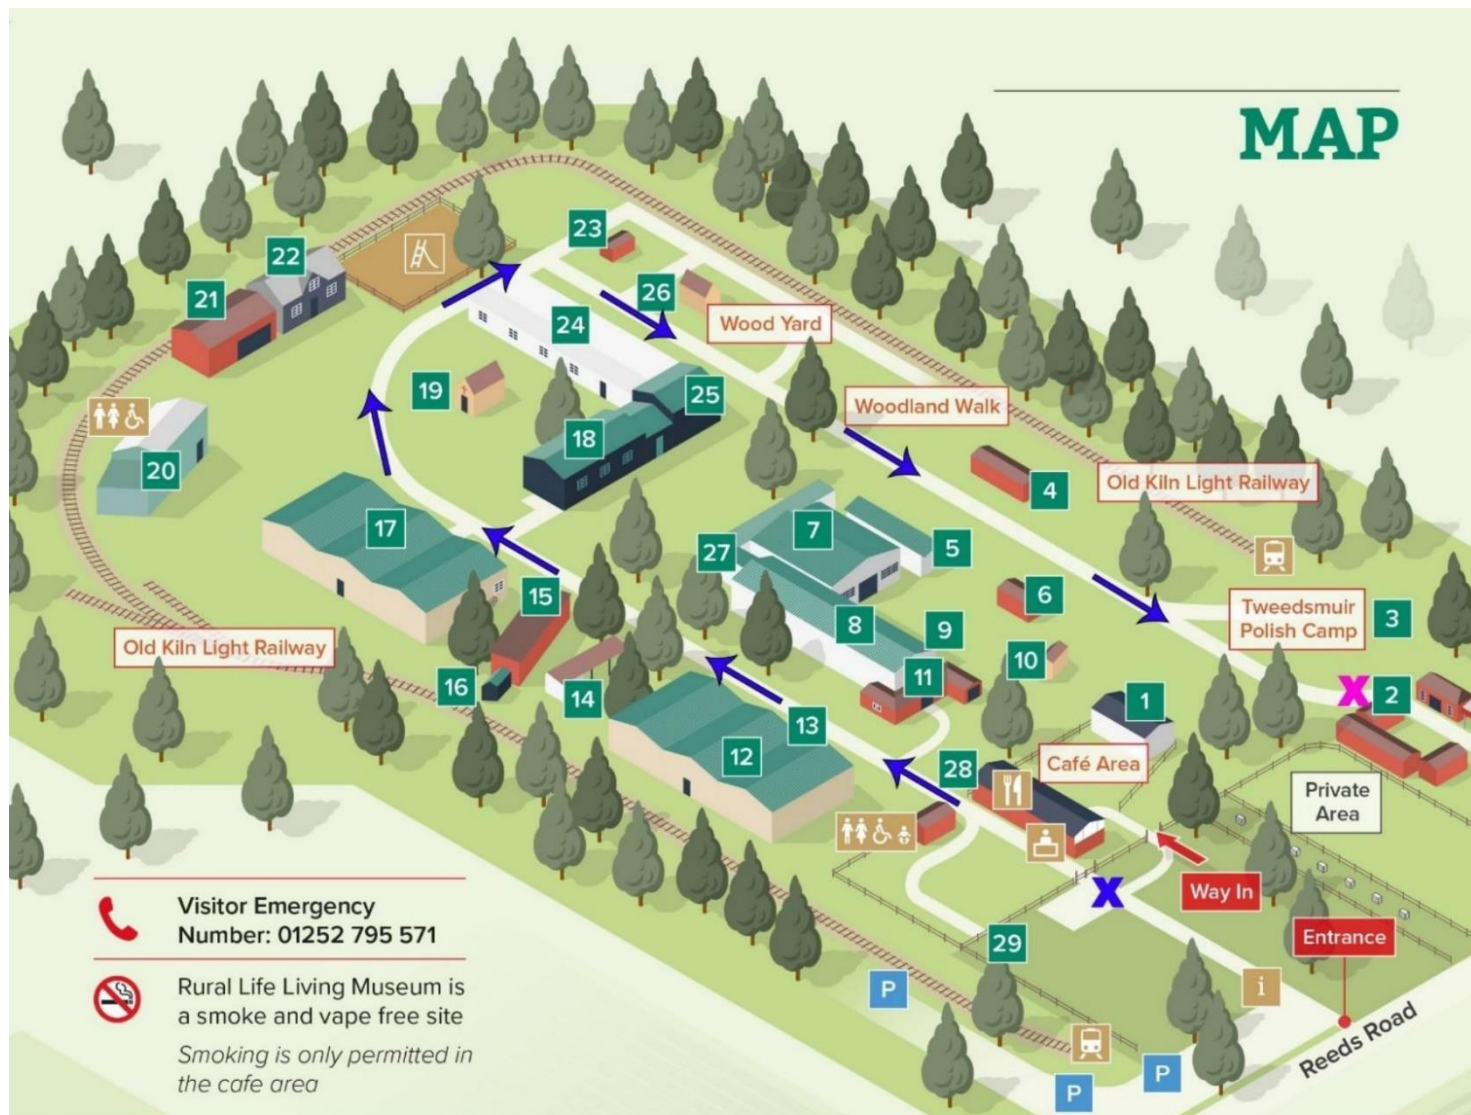 MAP
23
22
26
21
24
Wood Yard
19
25
Woodland Walk
18
20
4
Old Kiln Light Railway
17
7
5
27
15
6
Tweedsmuir
Polish Camp
3
8
9
Old Kiln Light Railway
10
16
11
14
X
2
1
13
12
28
Café Area
Private
Area
Way In
X
Visitor Emergency
Number: 01252 795 571
Entrance
29
P
i
Rural Life Living Museum is
a smoke and vape free site
Smoking is only permitted in
the cafe area
Reeds Road
P
P